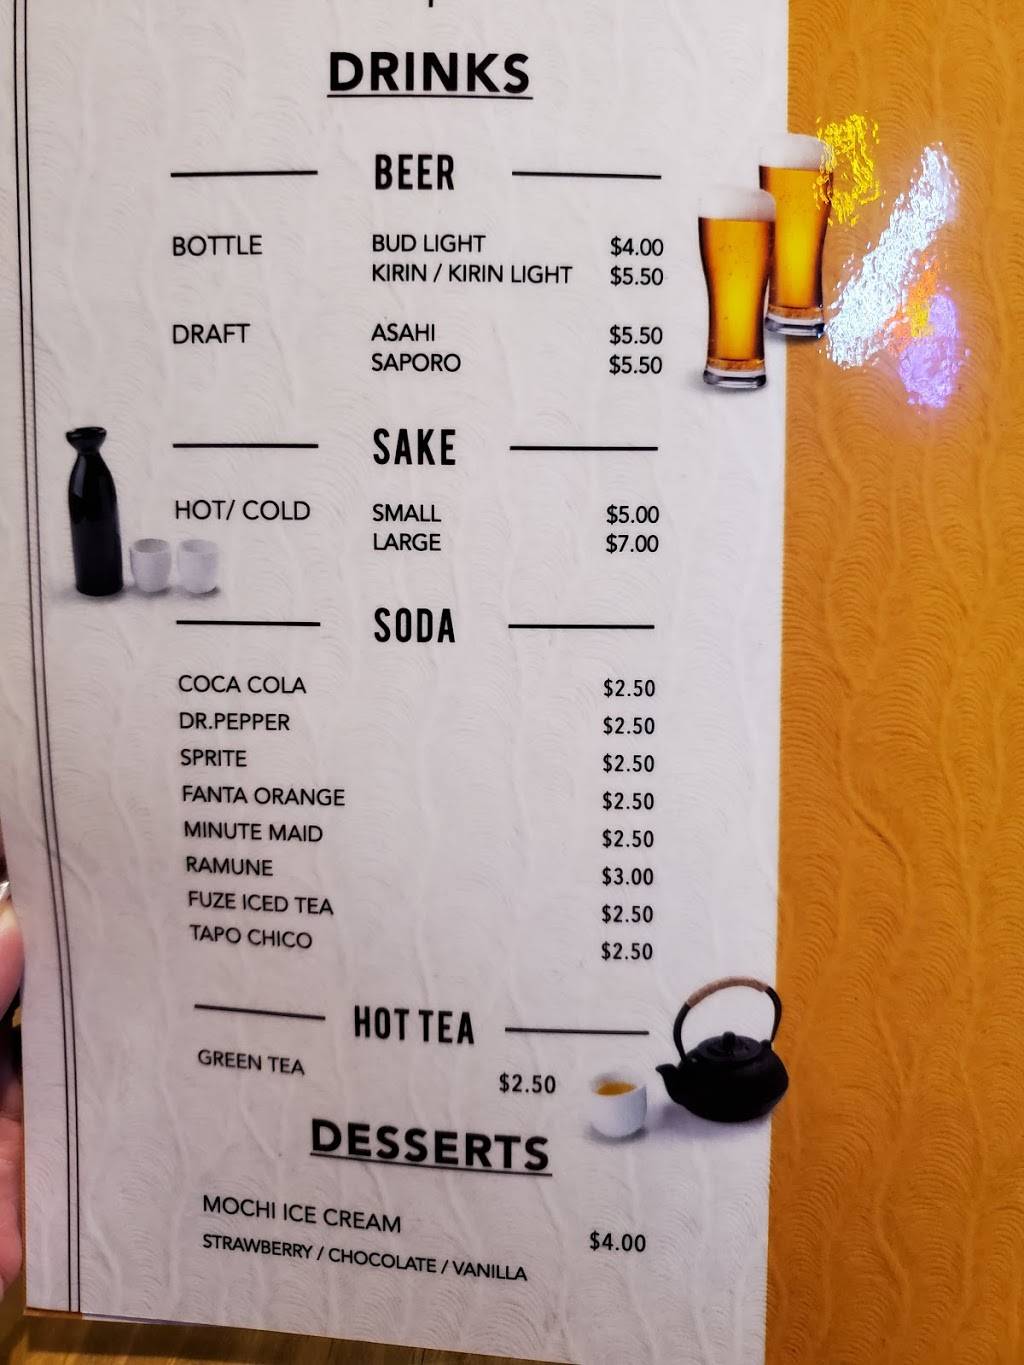 DRINKS
BEER
BOTTLE BUD LIGHT $4.00
KIRIN / KIRIN LIGHT $5.50
DRAFT ASAHI $5.50
SAPORO $5.50
SAKE
HOT/ COLD SMALL $5.00
LARGE $7.00
SODA
COCA COLA $2.50
DR.PEPPER $2.50
SPRITE $2.50
FANTA ORANGE $2.50
MINUTE MAID $2.50
RAMUNE $3.00
FUZE ICED TEA $2.50
TAPO CHICO $2.50
HOT TEA
GREEN TEA $2.50
DESSERTS
MOCHI ICE CREAM $4.00
STRAWBERRY / CHOCOLATE / VANILLA